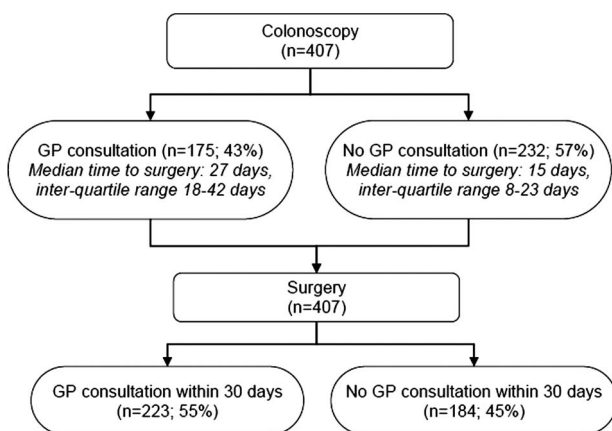 Colonoscopy
(n=407)
GP consultation (n=175; 43%)
Median time to surgery: 27 days,
inter-quartile range 18-42 days
No GP consultation (n=232; 57%)
Median time to surgery: 15 days,
inter-quartile range 8-23 days
Surgery
(n=407)
GP consultation within 30 days
(n=223; 55%)
No GP consultation within 30 days
(n=184; 45%)